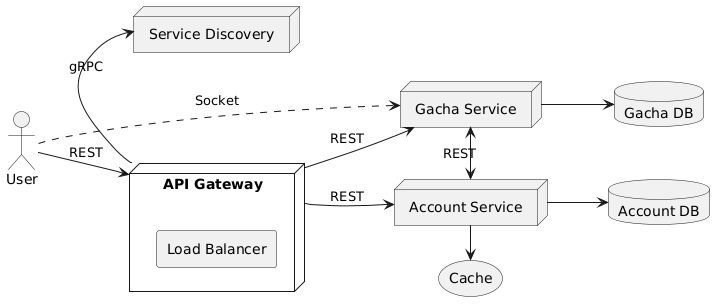 Service Discovery
gRPC
Socket
Gacha Service
Gacha DB
User
REST
REST
REST
API Gateway
REST
Account Service
Account DB
Load Balancer
Cache